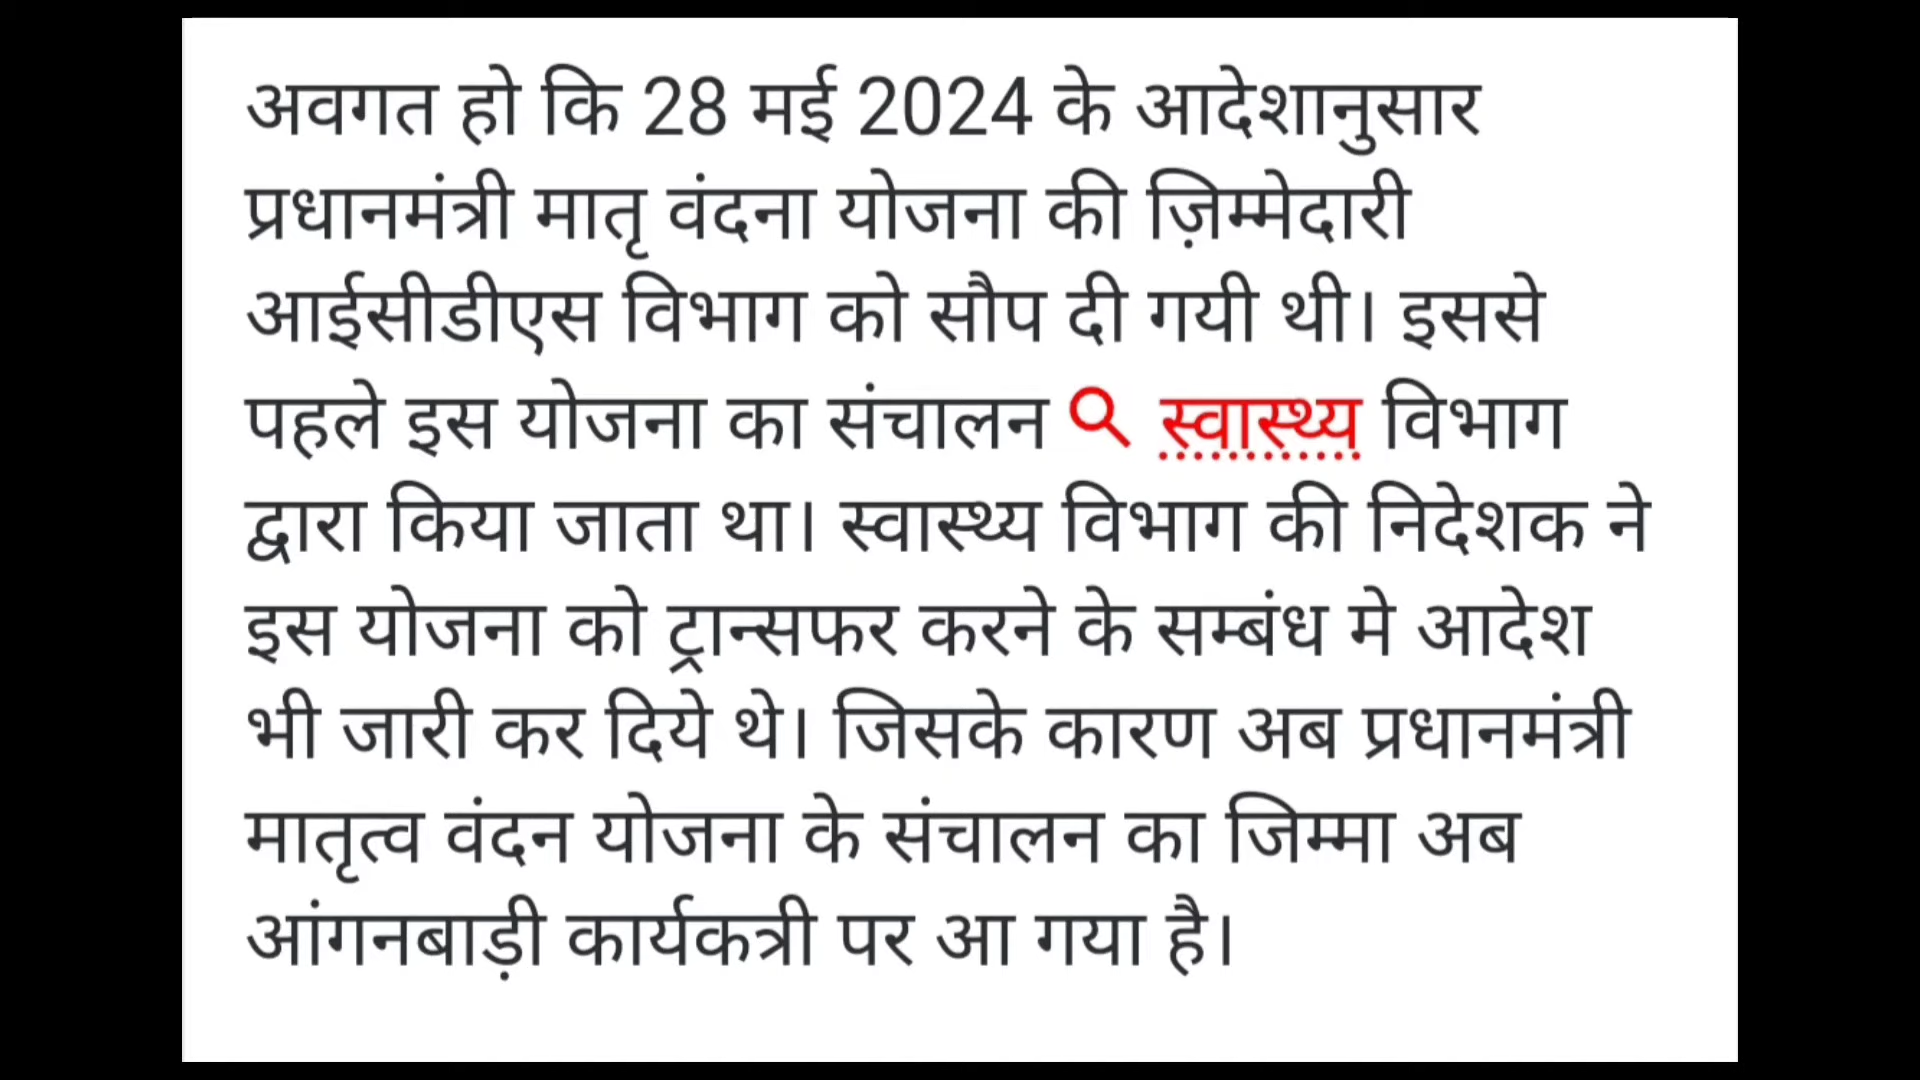 अवगत हो कि 28 मई 2024 के आदेशानुसार
प्रधानमंत्री मातृ वंदना योजना की ज़िम्मेदारी
आईसीडीएस विभाग को सौप दी गयी थी। इससे
पहले इस योजना का संचालन स्वास्थ्य विभाग
द्वारा किया जाता था। स्वास्थ्य विभाग की निदेशक ने
इस योजना को ट्रान्सफर करने के सम्बंध मे आदेश
भी जारी कर दिये थे। जिसके कारण अब प्रधानमंत्री
मातृत्व वंदन योजना के संचालन का जिम्मा अब
आंगनबाड़ी कार्यकत्री पर आ गया है।